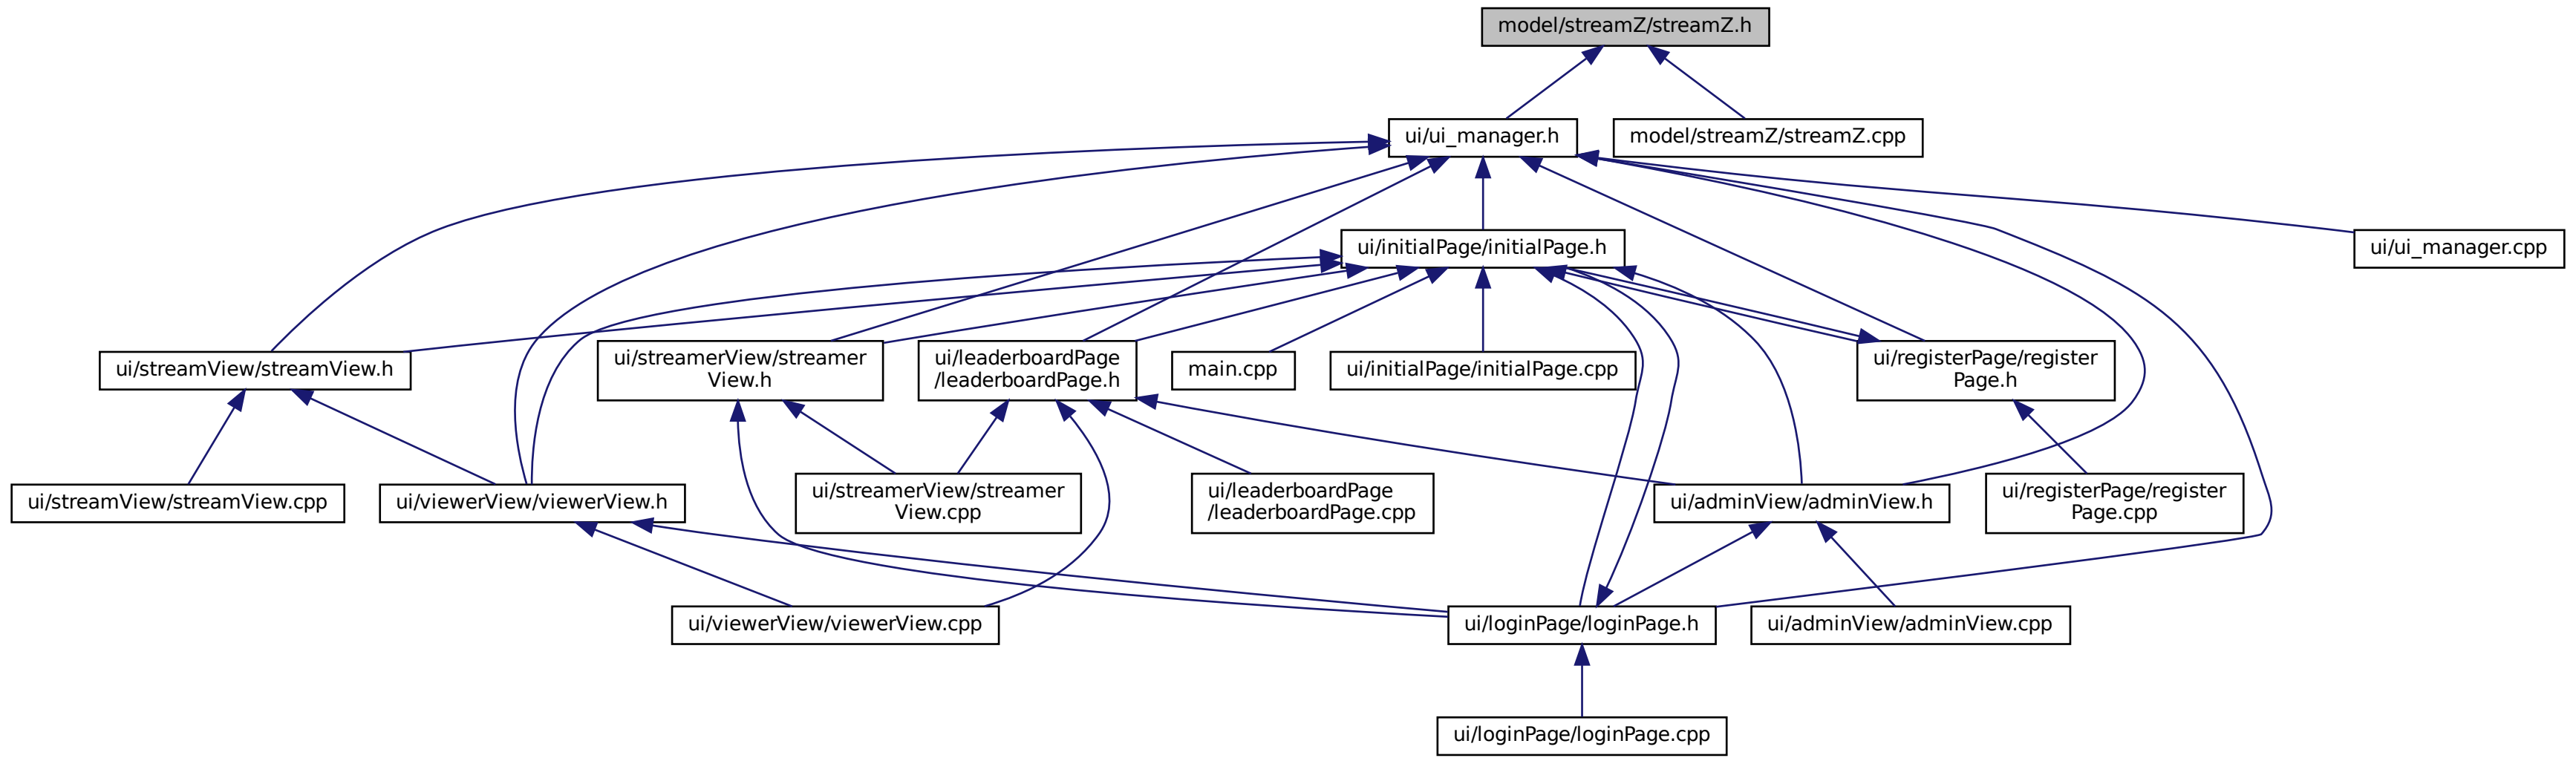 model/streamZ/streamZ.h
ui/ui_manager.h
model/streamZ/streamZ.cpp
ui/initialPage/initialPage.h
ui/ui_manager.cpp
ui/streamView/streamView.h
ui/streamerView/streamer
View.h
ui/leaderboardPage
/leaderboardPage.h
main.cpp
ui/initialPage/initialPage.cpp
ui/registerPage/register
Page.h
ui/streamView/streamView.cpp
ui/viewerView/viewerView.h
ui/streamerView/streamer
View.cpp
ui/leaderboardPage
/leaderboardPage.cpp
ui/adminView/adminView.h
ui/registerPage/register
Page.cpp
ui/viewerView/viewerView.cpp
ui/loginPage/loginPage.h
ui/adminView/adminView.cpp
ui/loginPage/loginPage.cpp